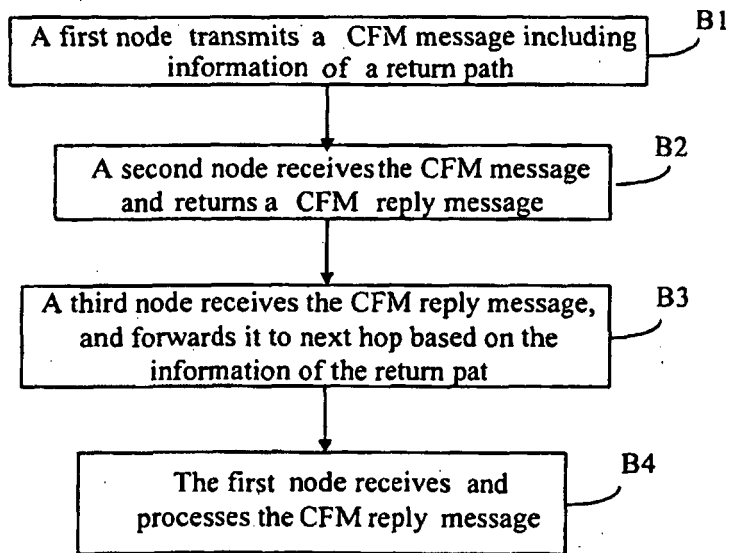 A first node transmits a CFM message including
information of a return path
B1
A second node receives the CFM message
and returns a CFM reply message
B2
A third node receives the CFM reply message,
and forwards it to next hop based on the
information of the return pat
B3
The first node receives and
processes the CFM reply message
B4